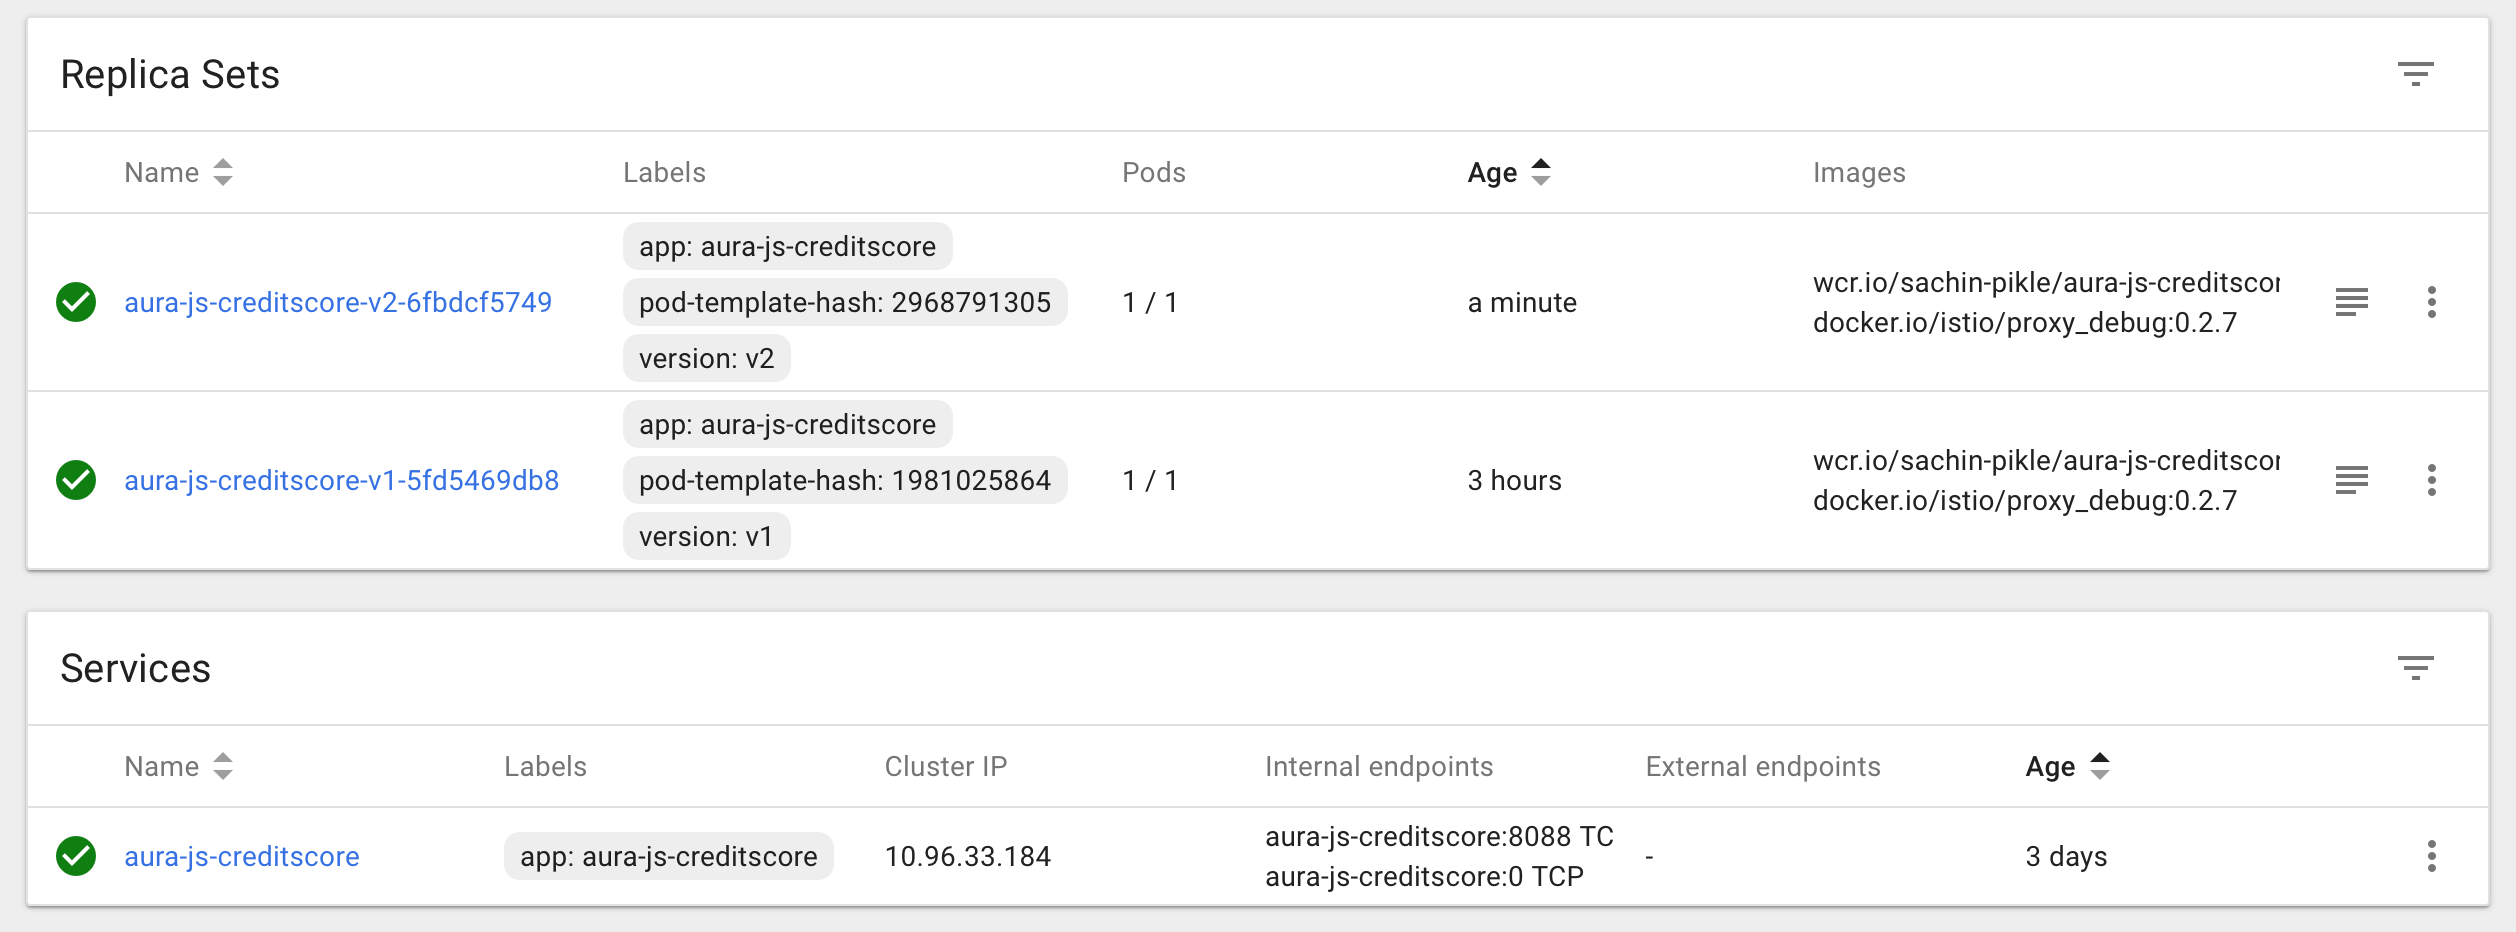 Replica Sets
Name Labels Pods Age Images
app: aura-js-creditscore
pod-template-hash: 2968791305
version: v2
aura-js-creditscore-v2-6fbdcf5749
1 / 1
a minute
wcr.io/sachin-pikle/aura-js-creditscor
docker.io/istio/proxy_debug:0.2.7
app: aura-js-creditscore
pod-template-hash: 1981025864
version: v1
aura-js-creditscore-v1-5fd5469db8
1 / 1
3 hours
wcr.io/sachin-pikle/aura-js-creditscor
docker.io/istio/proxy_debug:0.2.7
Services
Name Labels Cluster IP Internal endpoints External endpoints Age
aura-js-creditscore
app: aura-js-creditscore
10.96.33.184
aura-js-creditscore:8088 TC
aura-js-creditscore:0 TCP
-
3 days